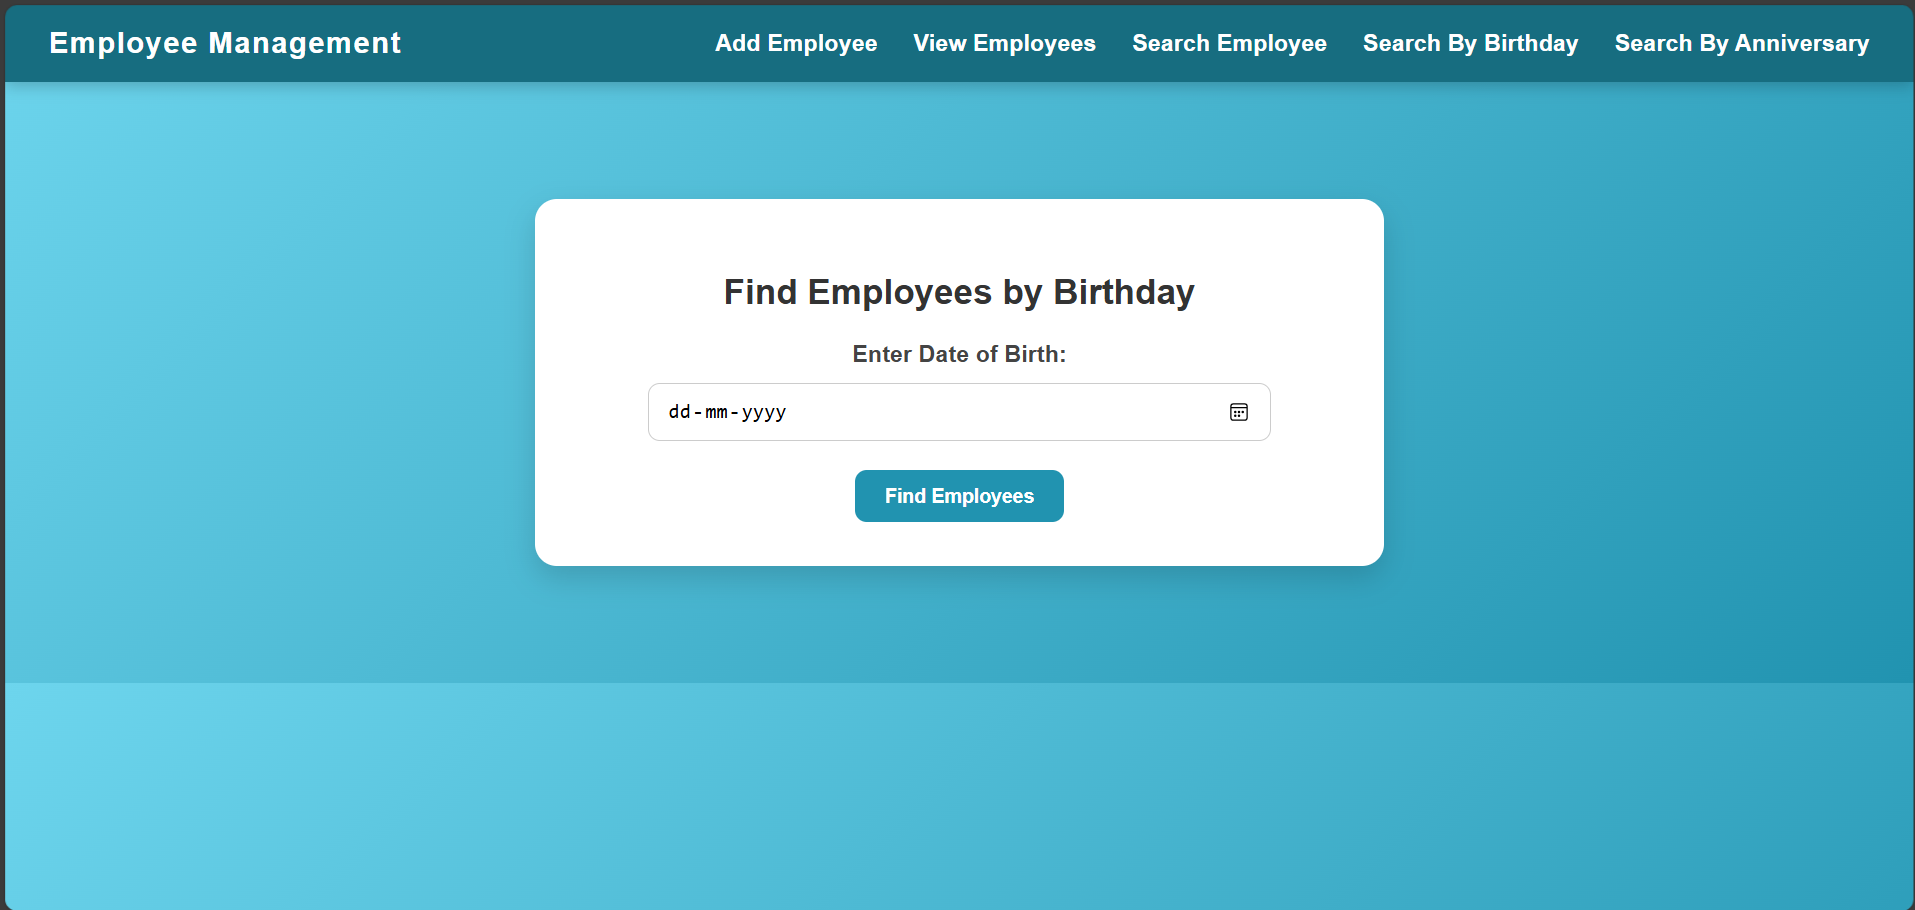 Employee Management
Add Employee View Employees Search Employee Search By Birthday Search By Anniversary
Find Employees by Birthday
Enter Date of Birth:
dd-mm-yyyy
Find Employees